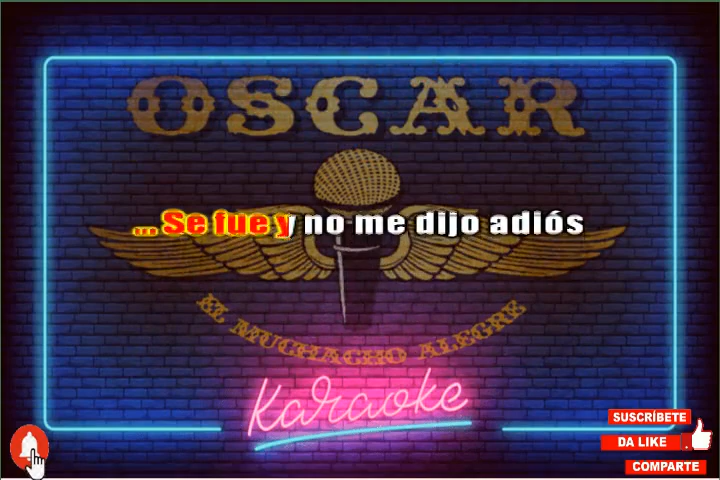 OSCAR
... Se fue y no me dijo adiós
EL MUCHACHO ALEGRE
Karaoke
SUSCRÍBETE
DA LIKE
COMPARTE